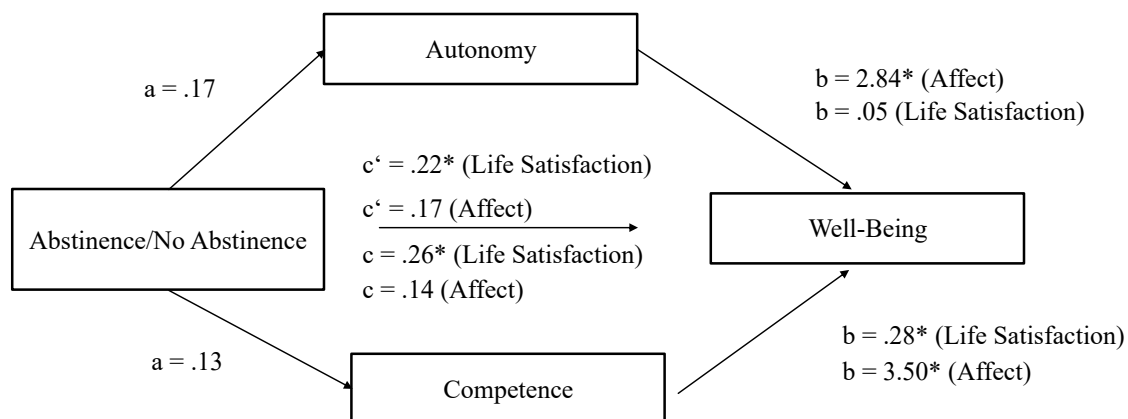 Autonomy
a = .17
b = 2.84* (Affect)
b = .05 (Life Satisfaction)
c‘ = .22* (Life Satisfaction)
c‘ = .17 (Affect)
Abstinence/No Abstinence
Well-Being
c = .26* (Life Satisfaction)
c = .14 (Affect)
a = .13
b = .28* (Life Satisfaction)
b = 3.50* (Affect)
Competence